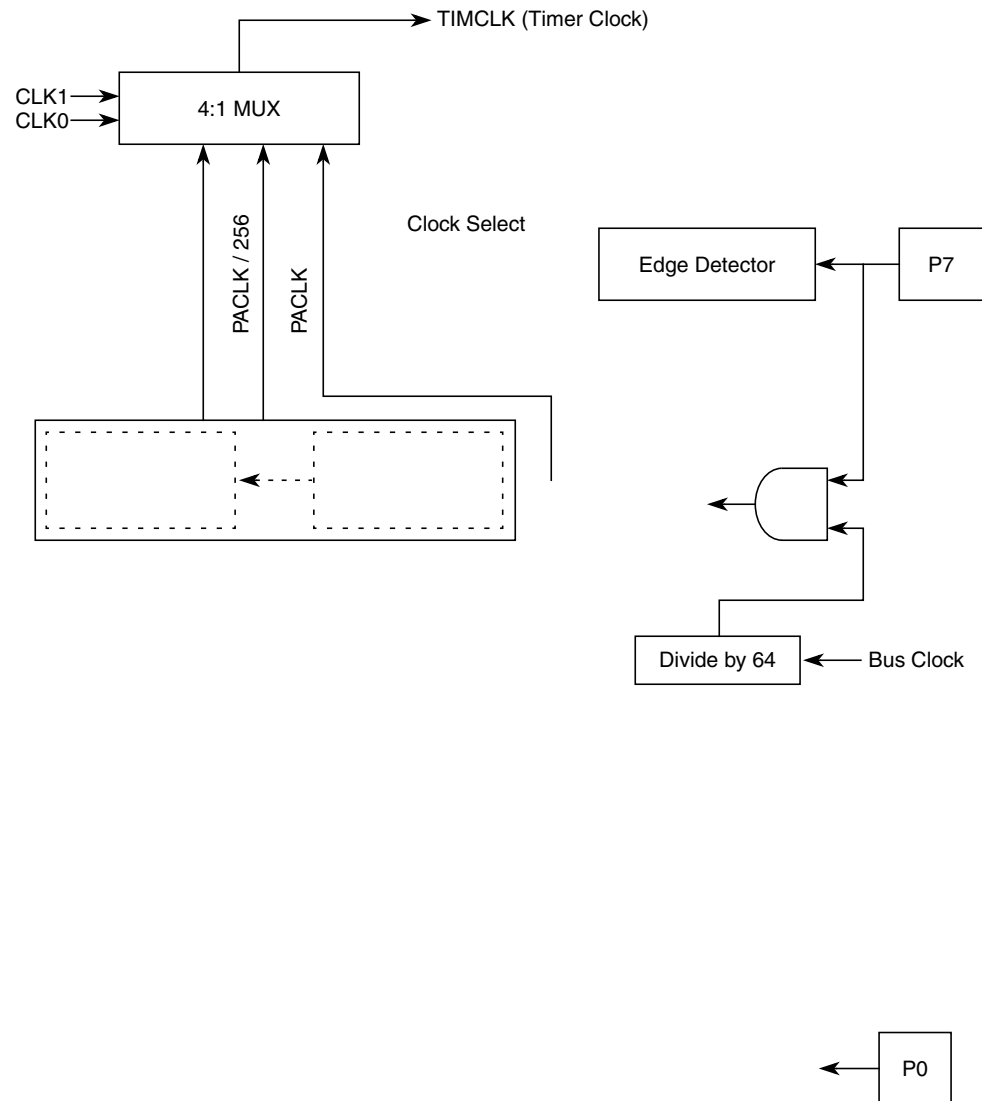 TIMCLK (Timer Clock)
CLK1
CLK0
4:1 MUX
PACLK / 256
PACLK
Clock Select
Edge Detector
P7
Divide by 64
Bus Clock
P0